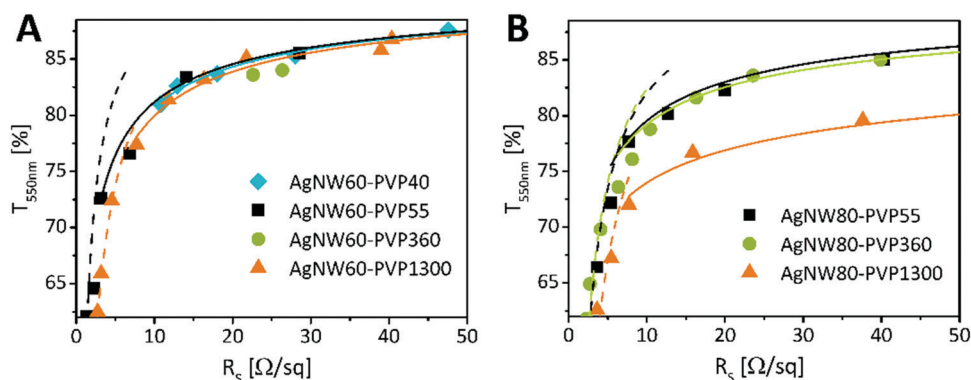 A
T550nm [%]
85
80
75
70
65
0 10 20 30 40 50
Rs [Ω/sq]
AgNW60-PVP40
AgNW60-PVP55
AgNW60-PVP360
AgNW60-PVP1300
B
T550nm [%]
85
80
75
70
65
0 10 20 30 40 50
Rs [Ω/sq]
AgNW80-PVP55
AgNW80-PVP360
AgNW80-PVP1300